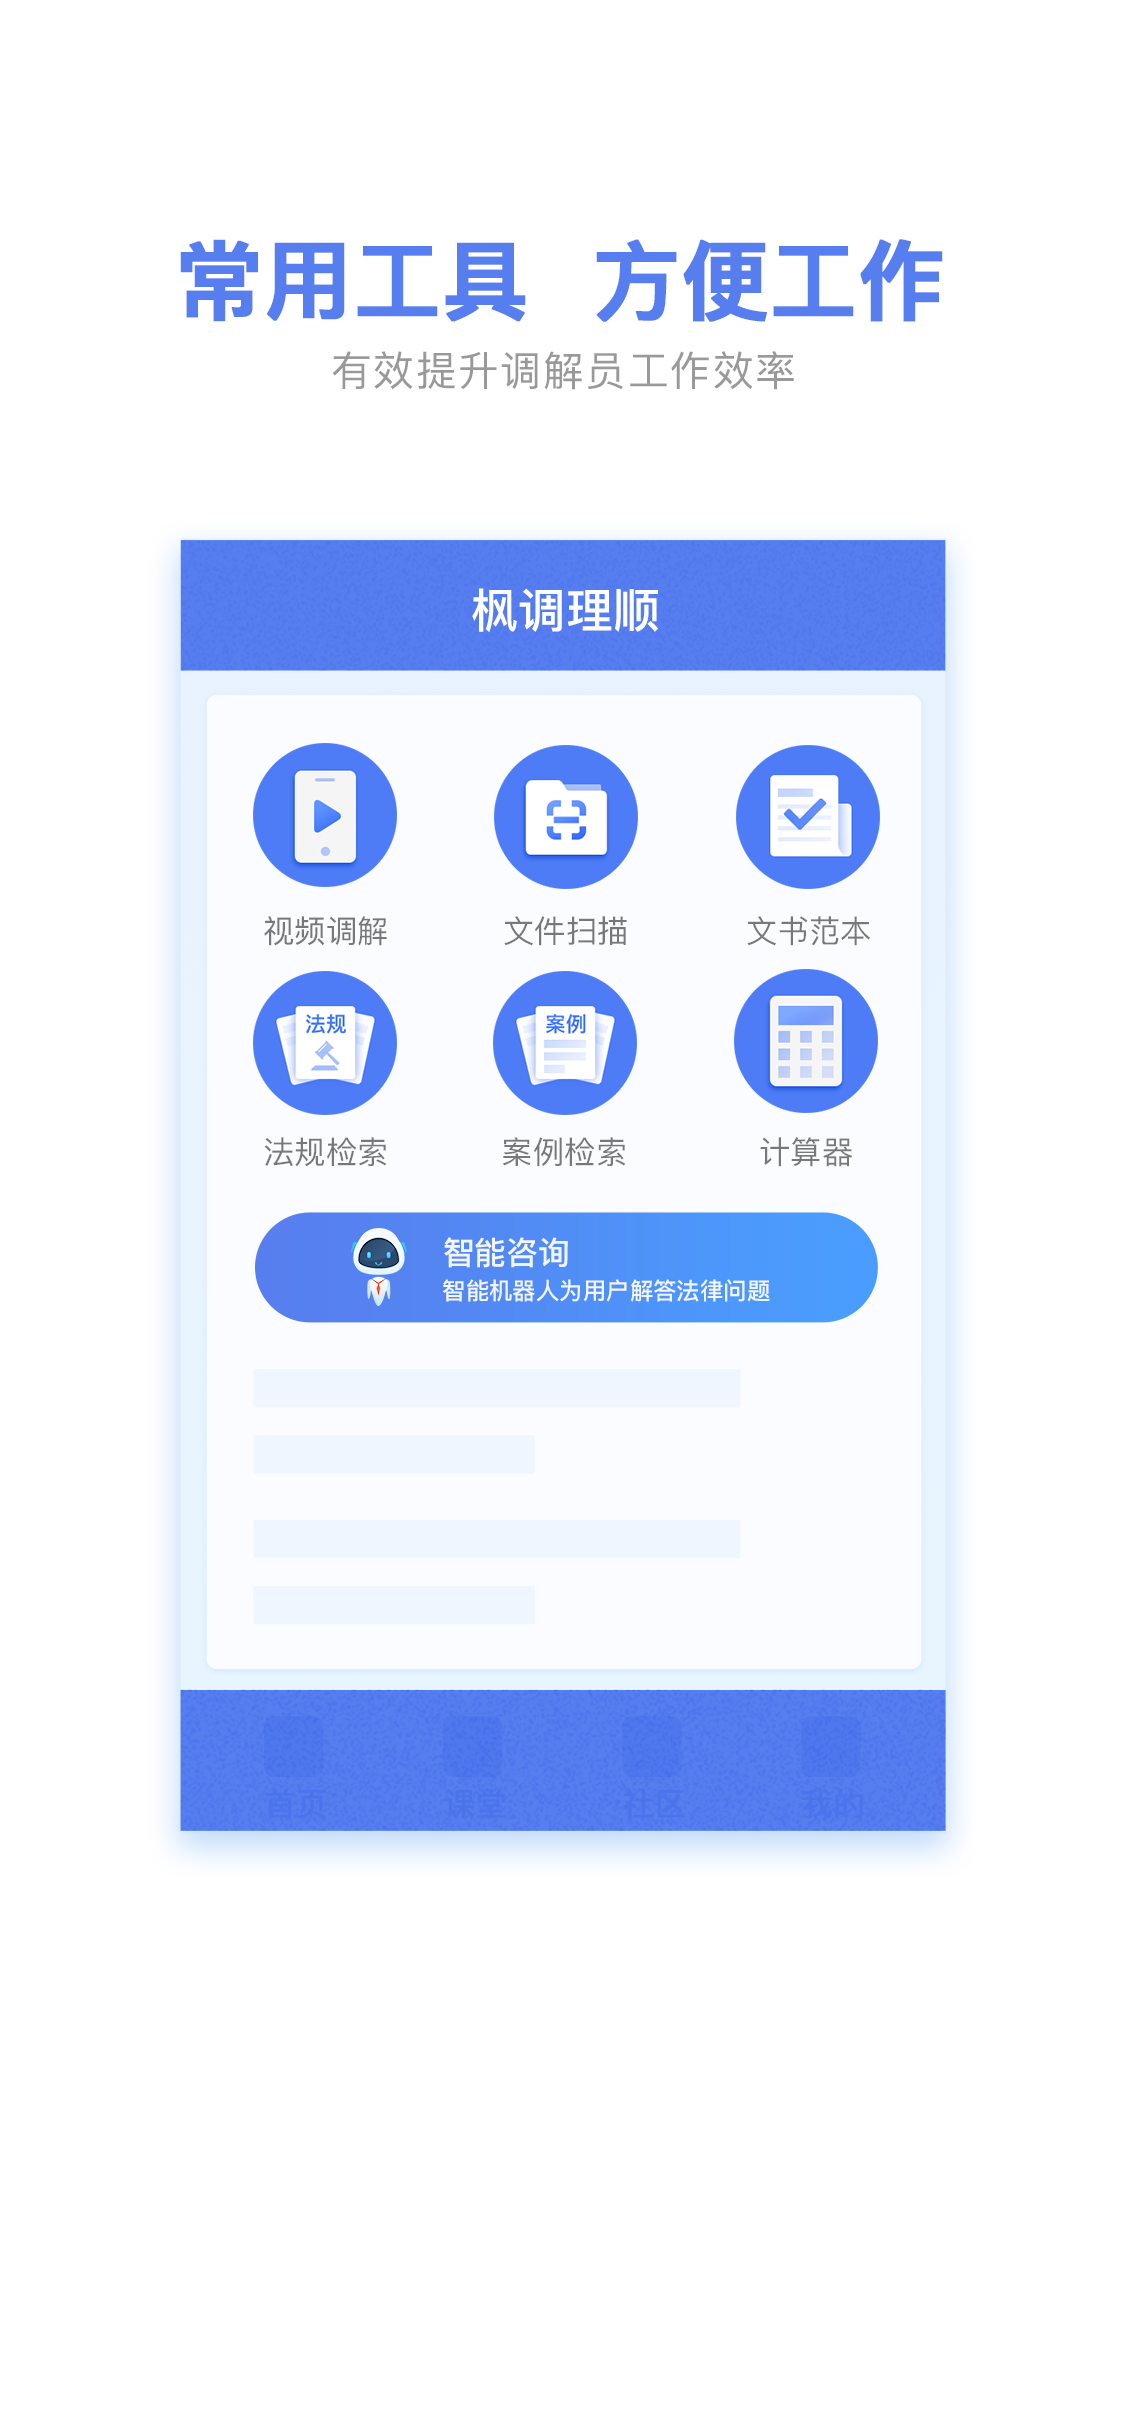 常用工具 方便工作
有效提升调解员工作效率
枫调理顺
视频调解 文件扫描 文书范本
法规 案例
法规检索 案例检索 计算器
智能咨询
智能机器人为用户解答法律问题
首页 课堂 社区 我的